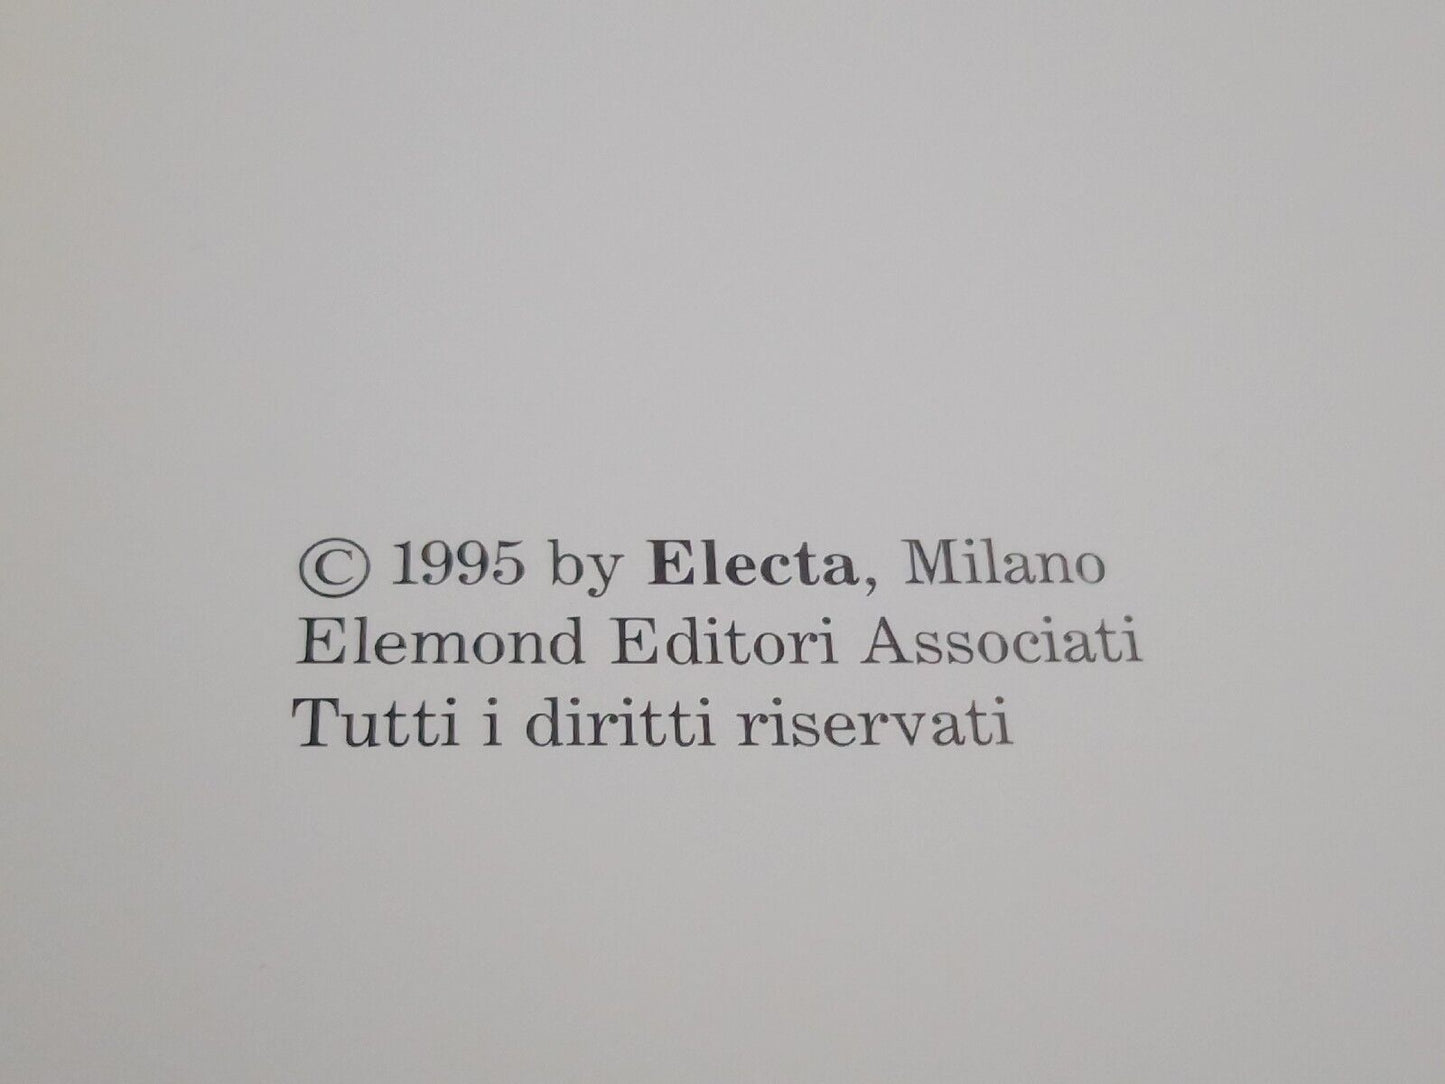 © 1995 by Electa, Milano
Elemond Editori Associati
Tutti i diritti riservati